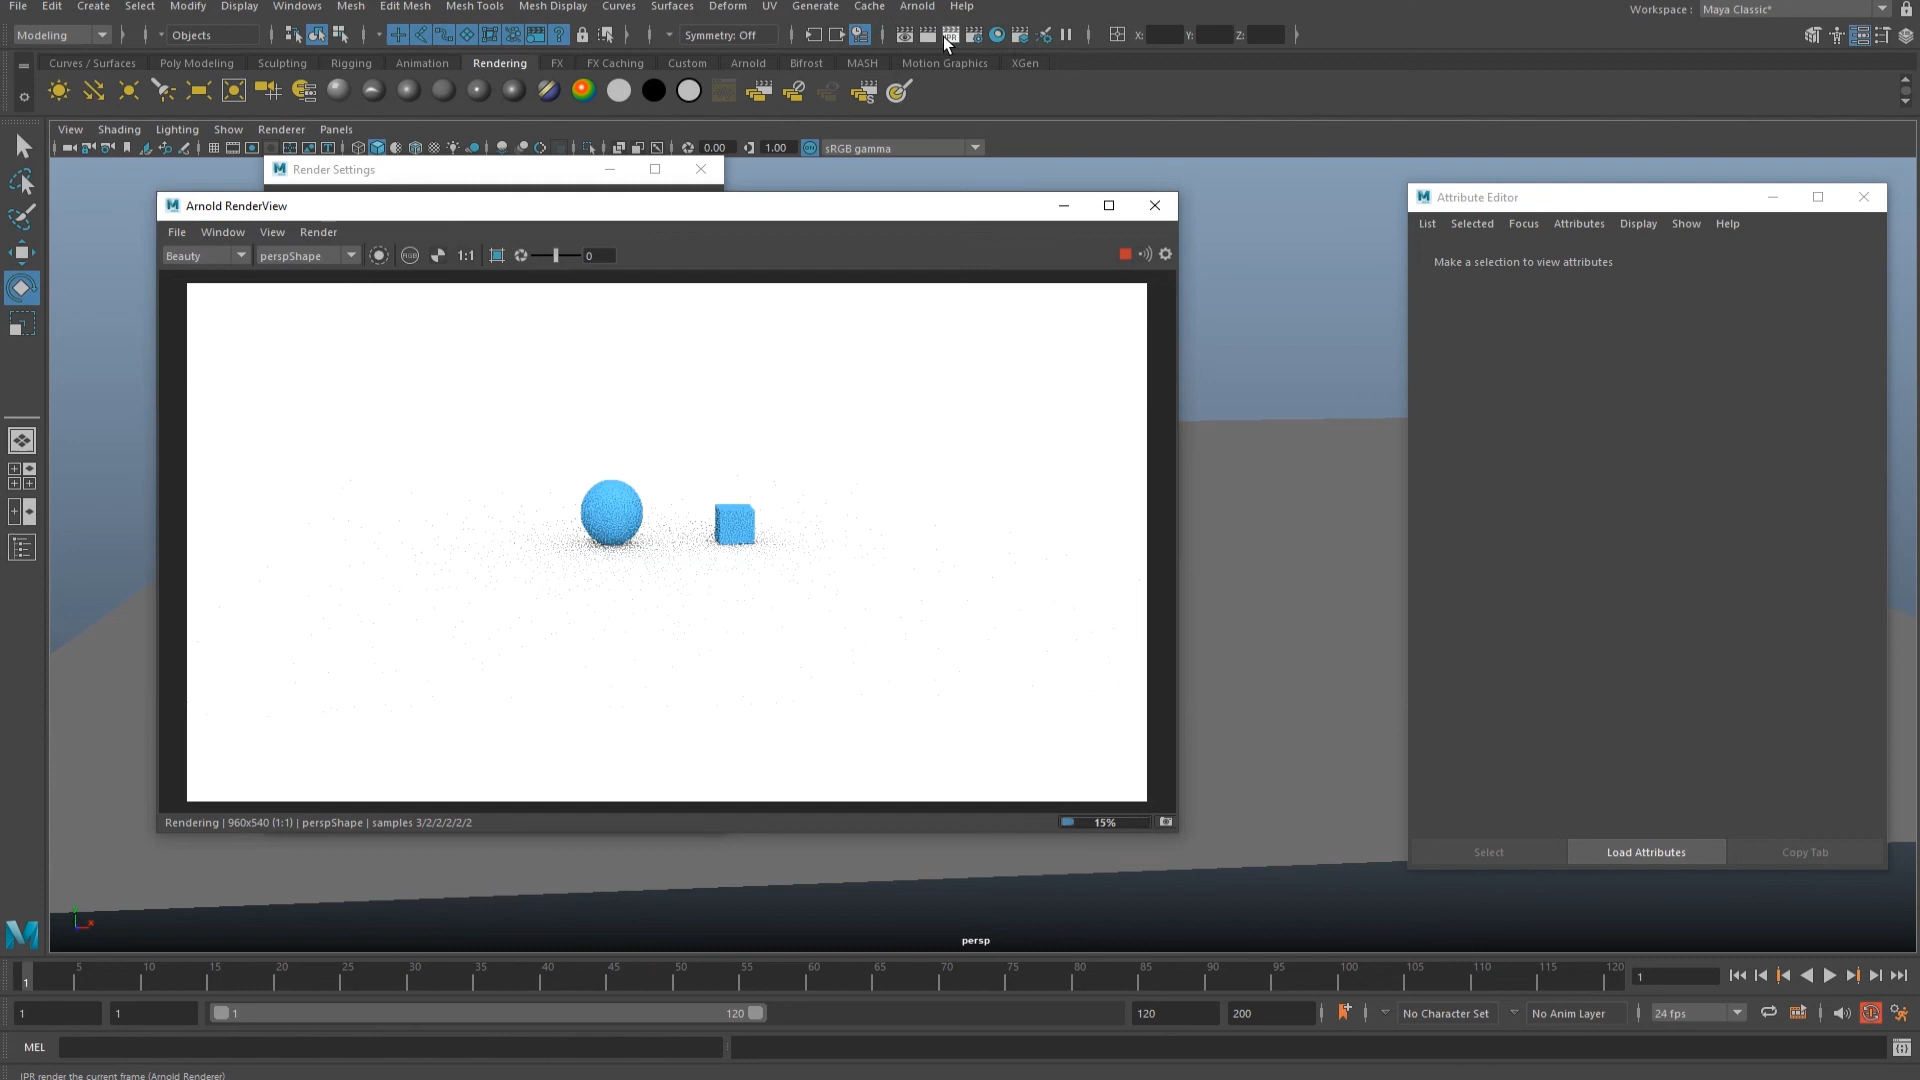 File Edit Create Select Modify Display Windows Mesh Edit Mesh Mesh Tools Mesh Display Curves Surfaces Deform UV Generate Cache Arnold Help Workspace : Maya Classic*
Modeling Objects Symmetry: Off X: Y: Z:
Curves / Surfaces Poly Modeling Sculpting Rigging Animation Rendering FX FX Caching Custom Arnold Bifrost MASH Motion Graphics XGen
View Shading Lighting Show Renderer Panels
0.00 1.00 ON sRGB gamma
Render Settings
Arnold RenderView
File Window View Render
Beauty perspShape RGB 1:1 0
Rendering | 960x540 (1:1) | perspShape | samples 3/2/2/2/2/2 15%
Attribute Editor
List Selected Focus Attributes Display Show Help
Make a selection to view attributes
Select Load Attributes Copy Tab
persp
1 5 10 15 20 25 30 35 40 45 50 55 60 65 70 75 80 85 90 95 100 105 110 115 120 1
1 1 1 120 120 200 No Character Set No Anim Layer 24 fps
MEL
IPR render the current frame (Arnold Renderer)